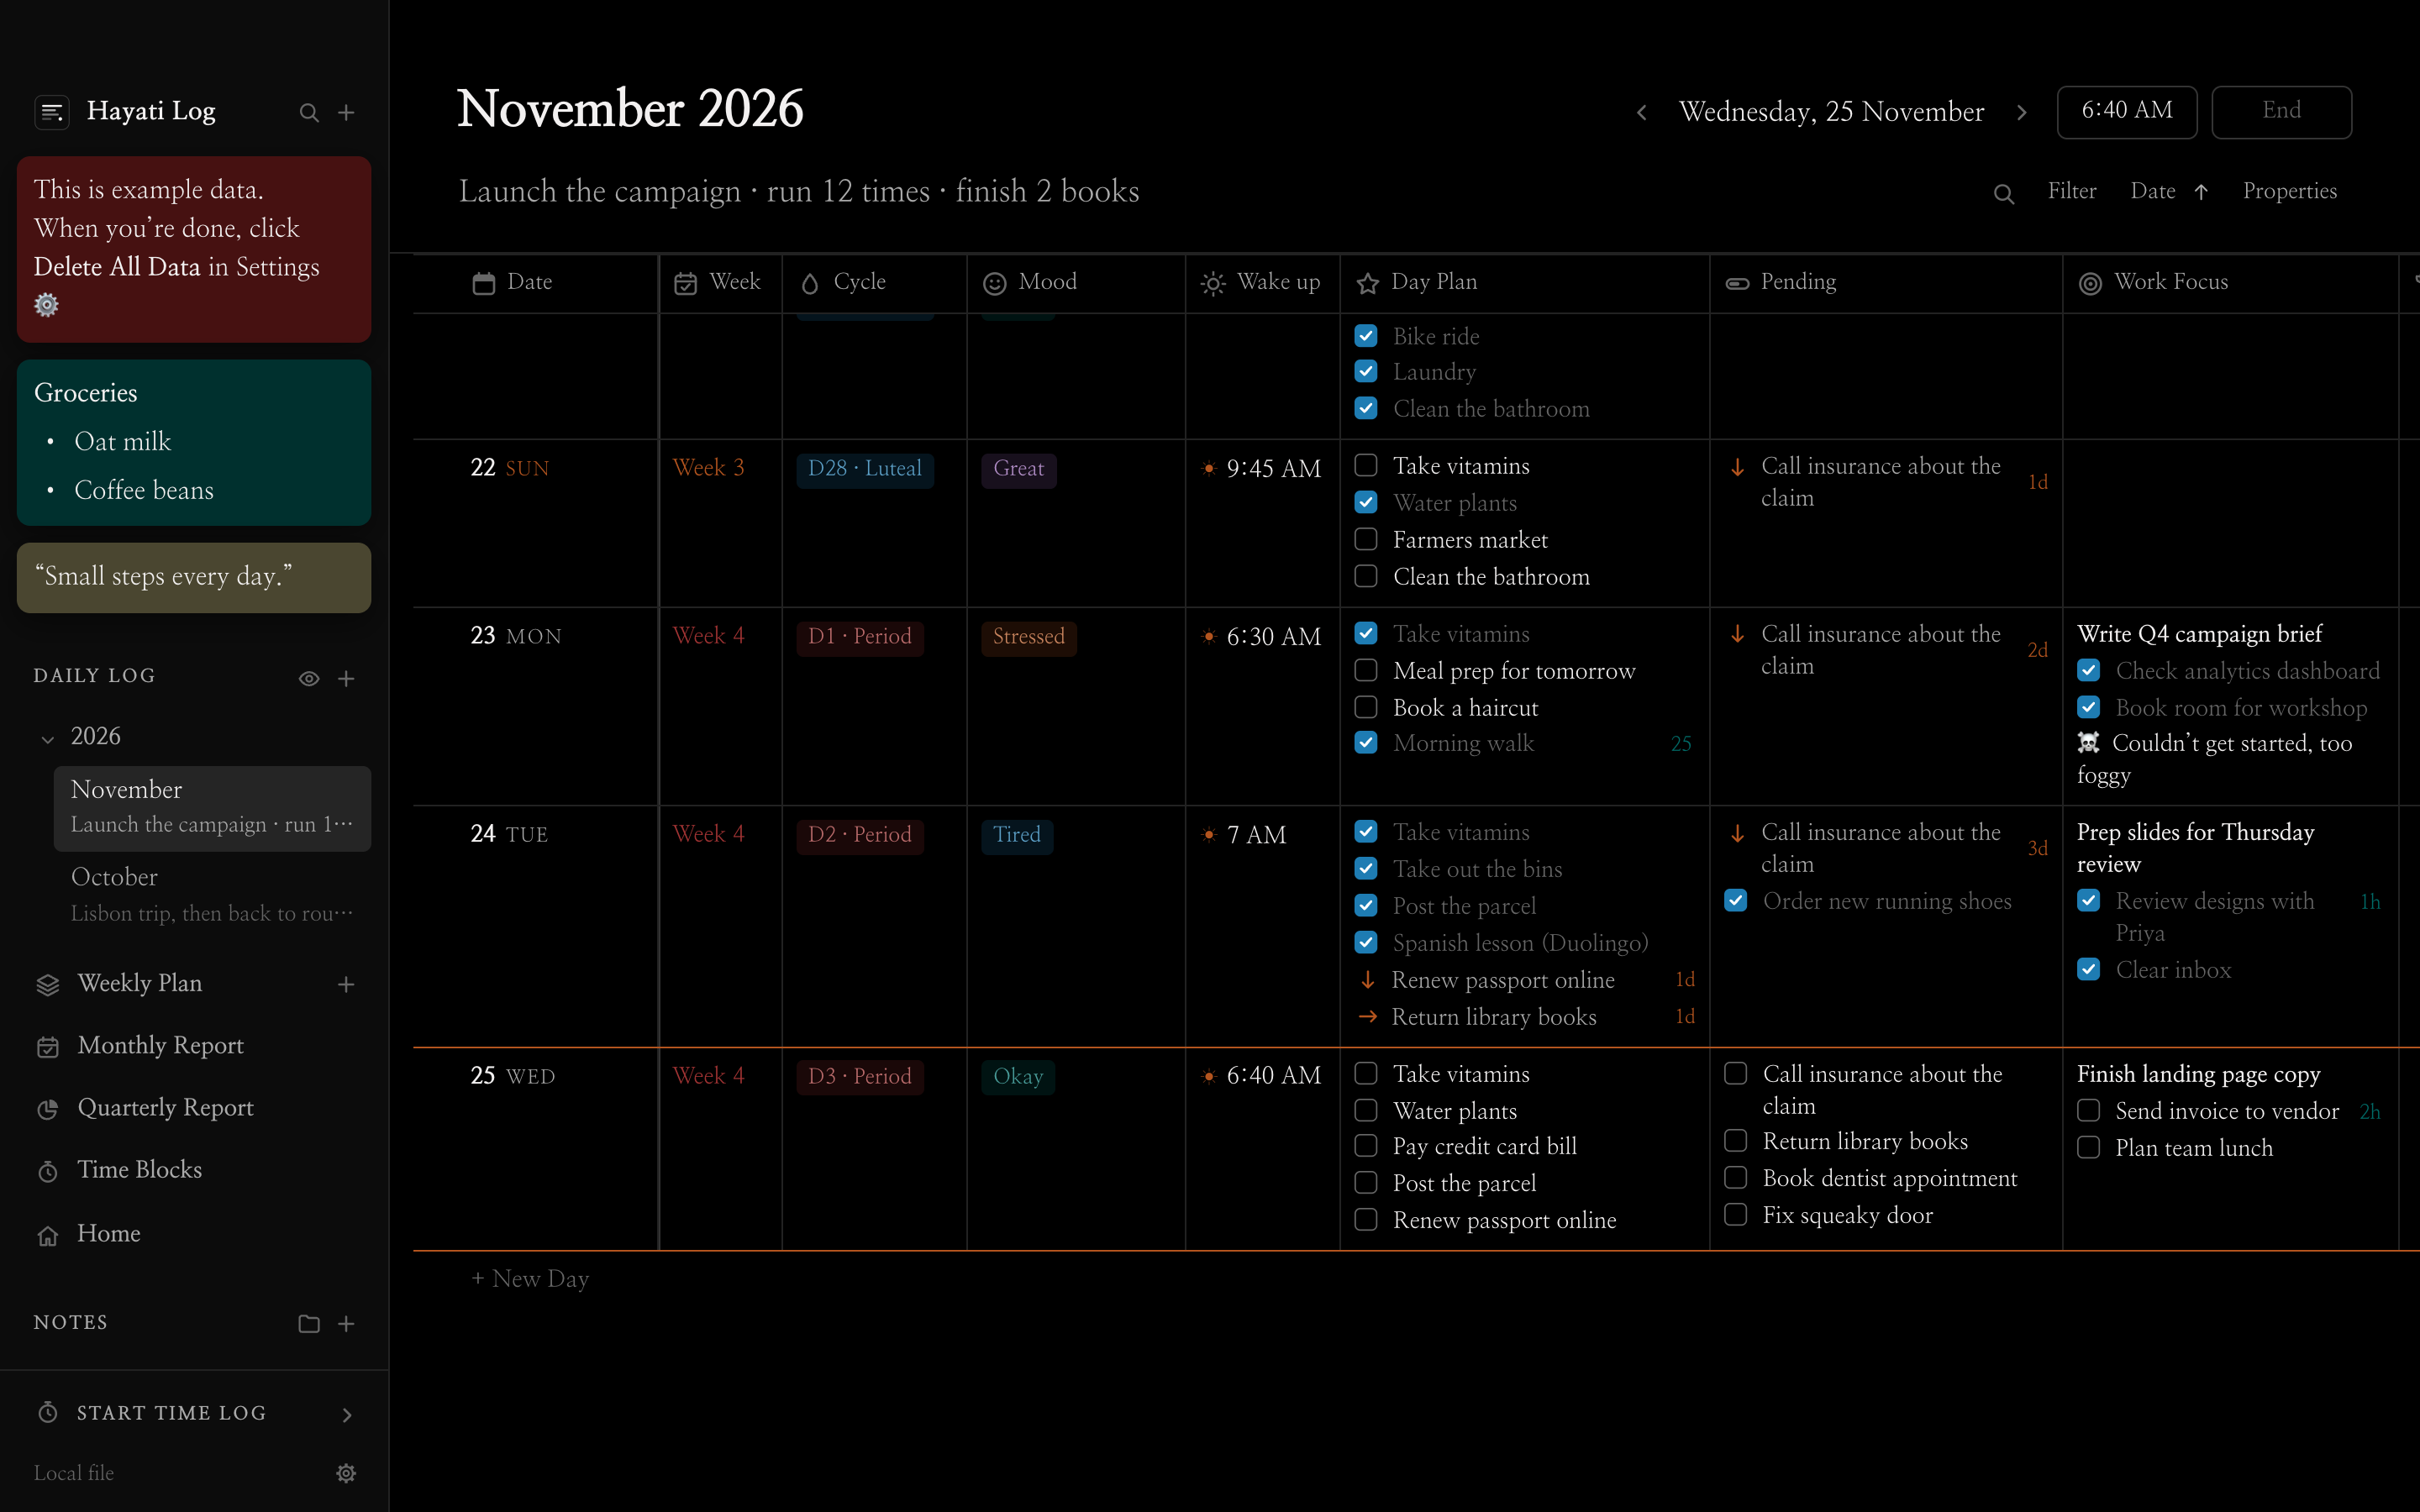 Hayati Log
This is example data.
When you’re done, click
Delete All Data in Settings
⚙️
Groceries
• Oat milk
• Coffee beans
“Small steps every day.”
DAILY LOG
2026
November
Launch the campaign · run 1···
October
Lisbon trip, then back to rou···
Weekly Plan
Monthly Report
Quarterly Report
Time Blocks
Home
NOTES
START TIME LOG
Local file
November 2026
Wednesday, 25 November
6:40 AM
End
Launch the campaign · run 12 times · finish 2 books
Filter
Date ↑
Properties
Date
Week
Cycle
Mood
Wake up
Day Plan
Pending
Work Focus
Bike ride
Laundry
Clean the bathroom
22 SUN
Week 3
D28 · Luteal
Great
9:45 AM
Take vitamins
Water plants
Farmers market
Clean the bathroom
↓ Call insurance about the
claim
1d
23 MON
Week 4
D1 · Period
Stressed
6:30 AM
Take vitamins
Meal prep for tomorrow
Book a haircut
Morning walk 25
↓ Call insurance about the
claim
2d
Write Q4 campaign brief
Check analytics dashboard
Book room for workshop
☠️ Couldn’t get started, too
foggy
24 TUE
Week 4
D2 · Period
Tired
7 AM
Take vitamins
Take out the bins
Post the parcel
Spanish lesson (Duolingo)
↓ Renew passport online 1d
→ Return library books 1d
↓ Call insurance about the
claim
3d
Order new running shoes
Prep slides for Thursday
review
Review designs with 1h
Priya
Clear inbox
25 WED
Week 4
D3 · Period
Okay
6:40 AM
Take vitamins
Water plants
Pay credit card bill
Post the parcel
Renew passport online
Call insurance about the
claim
Return library books
Book dentist appointment
Fix squeaky door
Finish landing page copy
Send invoice to vendor 2h
Plan team lunch
+ New Day